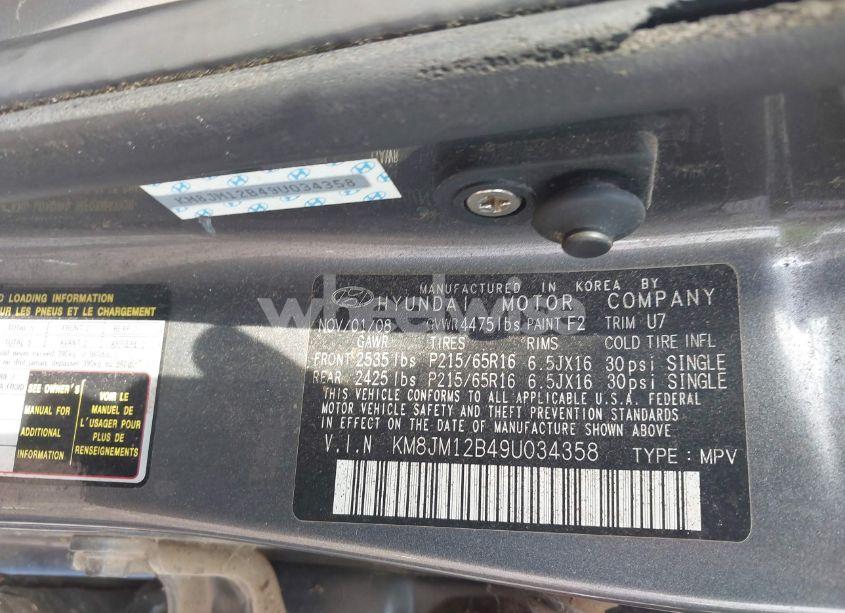 KM8JM12B49U034358
MANUFACTURED IN KOREA BY
HYUNDAI MOTOR COMPANY
wheelwise
NOV/01/08 GVWR 4475lbs PAINT F2 TRIM U7
GAWR TIRES RIMS COLD TIRE INFL
FRONT 2535lbs P215/65R16 6.5JX16 30psi SINGLE
REAR 2425lbs P215/65R16 6.5JX16 30psi SINGLE
THIS VEHICLE CONFORMS TO ALL APPLICABLE U.S.A. FEDERAL
MOTOR VEHICLE SAFETY AND THEFT PREVENTION STANDARDS
IN EFFECT ON THE DATE OF MANUFACTURE SHOWN ABOVE.
V.I.N KM8JM12B49U034358 TYPE : MPV
LOADING INFORMATION
LES PNEUS ET LE CHARGEMENT
SEE OWNER'S
MANUAL FOR
ADDITIONAL
INFORMATION
VOIR LE
MANUEL DE
L'USAGER POUR
PLUS DE
RENSEIGNEMENTS